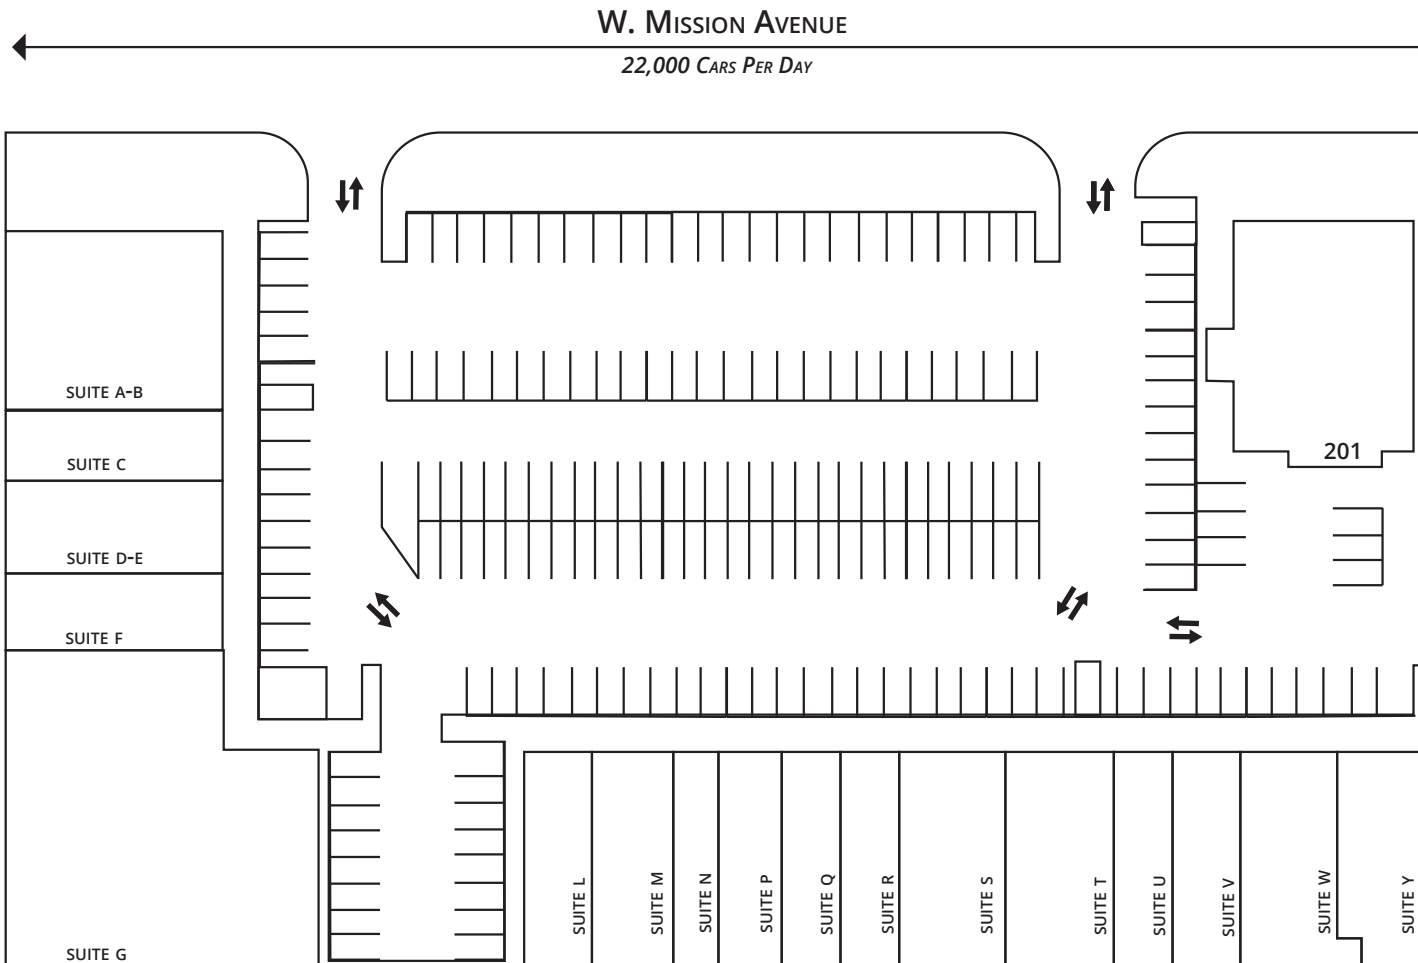 W. Mission Avenue
22,000 Cars Per Day
201
SUITE A-B
SUITE C
SUITE D-E
SUITE F
SUITE G
SUITE L
SUITE M
SUITE N
SUITE P
SUITE Q
SUITE R
SUITE S
SUITE T
SUITE U
SUITE V
SUITE W
SUITE Y